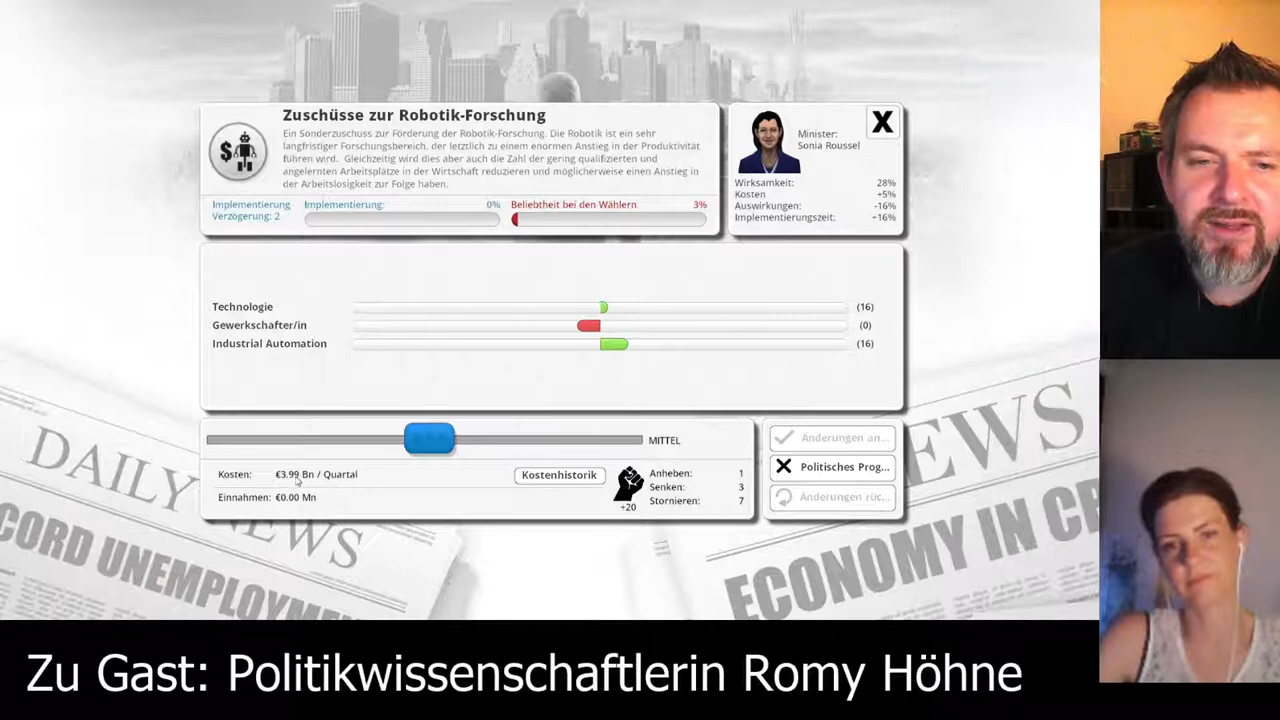 Zuschüsse zur Robotik-Forschung
Ein Sonderzuschuss zur Förderung der Robotik-Forschung. Die Robotik ist ein sehr
langfristiger Forschungsbereich, der letztlich zu einem enormen Anstieg in der Produktivität
führen wird. Gleichzeitig wird dies aber auch die Zahl der gering qualifizierten und
angelernten Arbeitsplätze in der Wirtschaft reduzieren und möglicherweise einen Anstieg in
der Arbeitslosigkeit zur Folge haben.
Implementierung
Verzögerung: 2
Implementierung: 0%
Beliebtheit bei den Wählern 3%
X
Minister:
Sonia Roussel
Wirksamkeit: 28%
Kosten +5%
Auswirkungen: -16%
Implementierungszeit: +16%
Technologie (16)
Gewerkschafter/in (0)
Industrial Automation (16)
MITTEL
Kosten: €3.99 Bn / Quartal
Einnahmen: €0.00 Mn
Kostenhistorik
+20
Anheben: 1
Senken: 3
Stornieren: 7
Änderungen an...
Politisches Prog...
Änderungen rüc...
DAILY NEWS
CORD UNEMPLOYME
NEWS
ECONOMY IN CR
Zu Gast: Politikwissenschaftlerin Romy Höhne